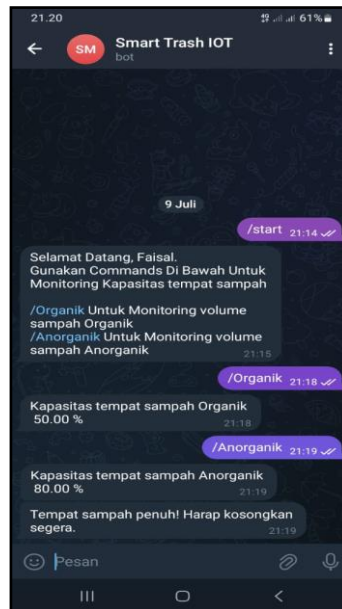 21.20
61%
SM
Smart Trash IOT
bot
9 Juli
/start 21:14
Selamat Datang, Faisal.
Gunakan Commands Di Bawah Untuk
Monitoring Kapasitas tempat sampah
/Organik Untuk Monitoring volume
sampah Organik
/Anorganik Untuk Monitoring volume
sampah Anorganik
21:15
/Organik 21:18
Kapasitas tempat sampah Organik
50.00 %
21:18
/Anorganik 21:19
Kapasitas tempat sampah Anorganik
80.00 %
21:19
Tempat sampah penuh! Harap kosongkan
segera.
21:19
Pesan